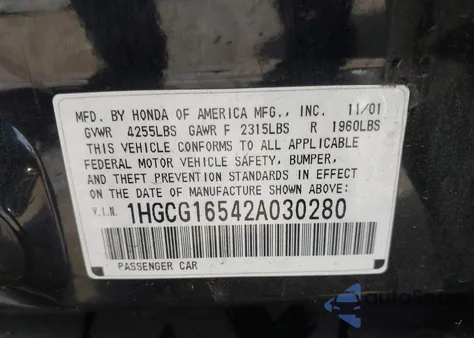 MFD. BY HONDA OF AMERICA MFG., INC. 11/01
GVWR 4255LBS GAWR F 2315LBS R 1960LBS
THIS VEHICLE CONFORMS TO ALL APPLICABLE
FEDERAL MOTOR VEHICLE SAFETY, BUMPER,
AND THEFT PREVENTION STANDARDS IN EFFECT
ON THE DATE OF MANUFACTURE SHOWN ABOVE:
V.I.N. 1HGCG16542A030280
PASSENGER CAR